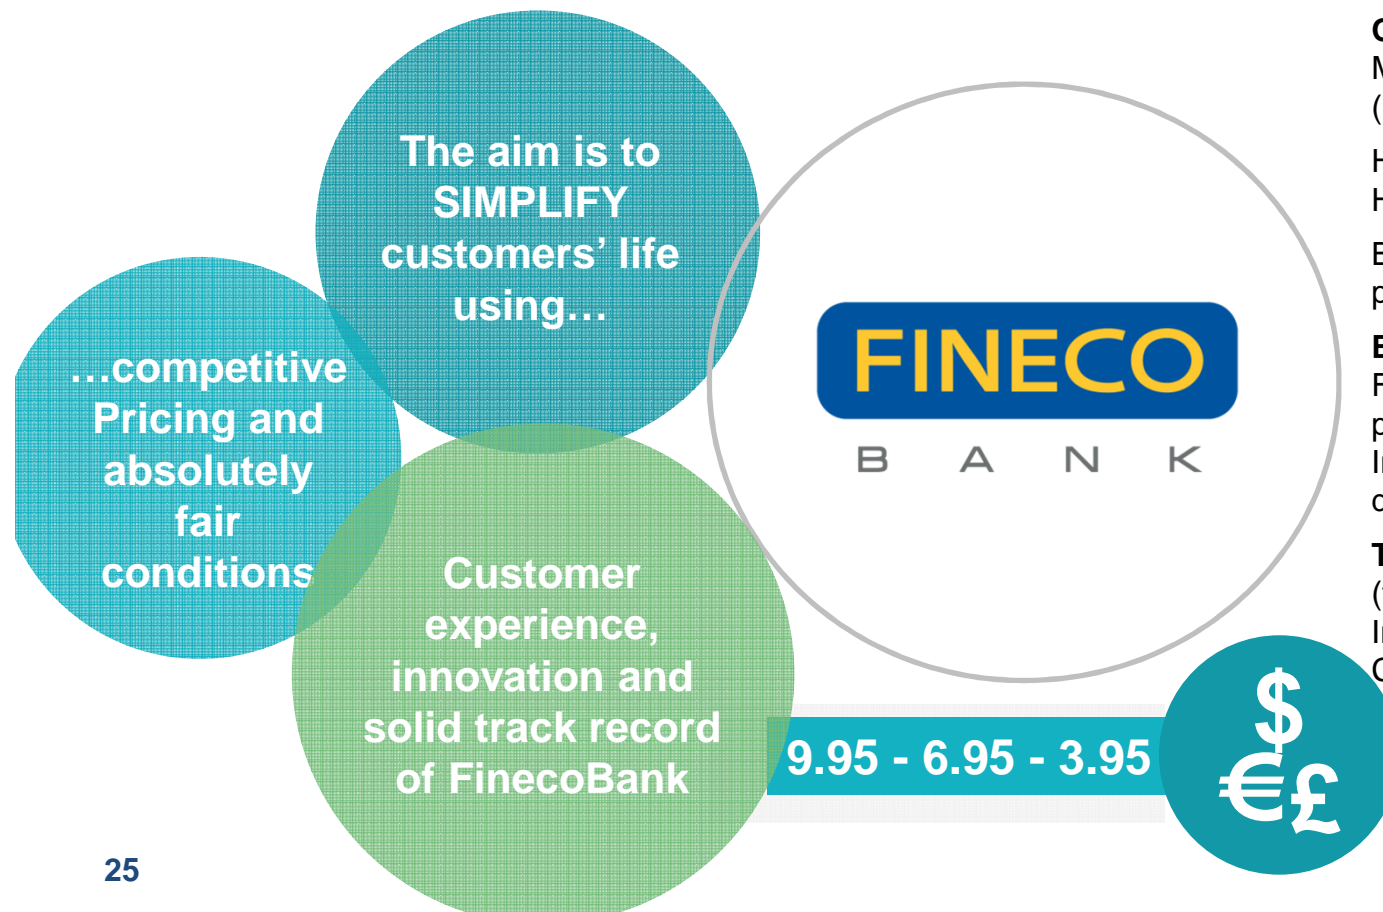 The aim is to
SIMPLIFY
customers’ life
using…
…competitive
Pricing and
absolutely
fair
conditions
Customer
experience,
innovation and
solid track record
of FinecoBank
FINECO
BANK
9.95 - 6.95 - 3.95
$
€£
25